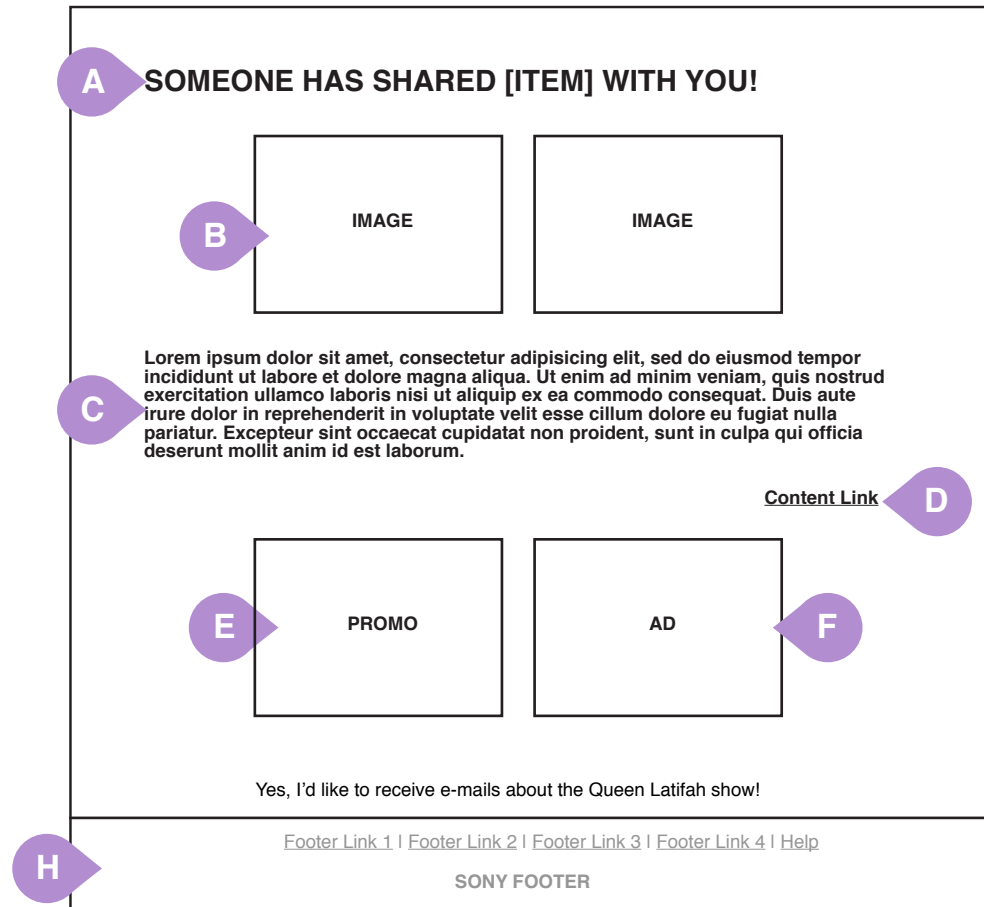 A
SOMEONE HAS SHARED [ITEM] WITH YOU!
B
IMAGE
IMAGE
C
Lorem ipsum dolor sit amet, consectetur adipisicing elit, sed do eiusmod tempor
incididunt ut labore et dolore magna aliqua. Ut enim ad minim veniam, quis nostrud
exercitation ullamco laboris nisi ut aliquip ex ea commodo consequat. Duis aute
irure dolor in reprehenderit in voluptate velit esse cillum dolore eu fugiat nulla
pariatur. Excepteur sint occaecat cupidatat non proident, sunt in culpa qui officia
deserunt mollit anim id est laborum.
Content Link
D
E
PROMO
AD
F
Yes, I’d like to receive e-mails about the Queen Latifah show!
Footer Link 1 | Footer Link 2 | Footer Link 3 | Footer Link 4 | Help
H
SONY FOOTER